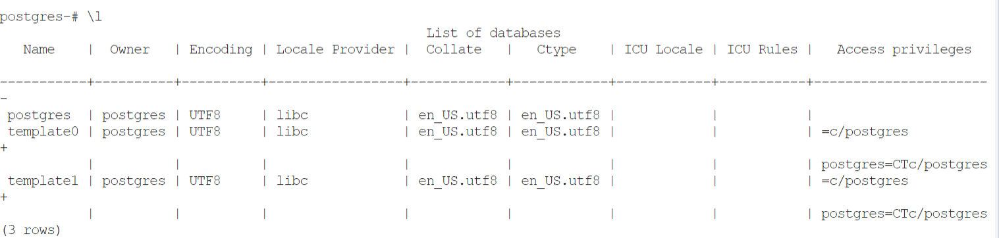 postgres-# \l
                                                      List of databases
   Name    |  Owner   | Encoding | Locale Provider |  Collate   |   Ctype    | ICU Locale | ICU Rules |   Access privileges
-----------+----------+----------+-----------------+------------+------------+------------+-----------+----------------------
-
 postgres  | postgres | UTF8     | libc            | en_US.utf8 | en_US.utf8 |            |           |
 template0 | postgres | UTF8     | libc            | en_US.utf8 | en_US.utf8 |            |           | =c/postgres
+
           |          |          |                 |            |            |            |           | postgres=CTc/postgres
 template1 | postgres | UTF8     | libc            | en_US.utf8 | en_US.utf8 |            |           | =c/postgres
+
           |          |          |                 |            |            |            |           | postgres=CTc/postgres
(3 rows)